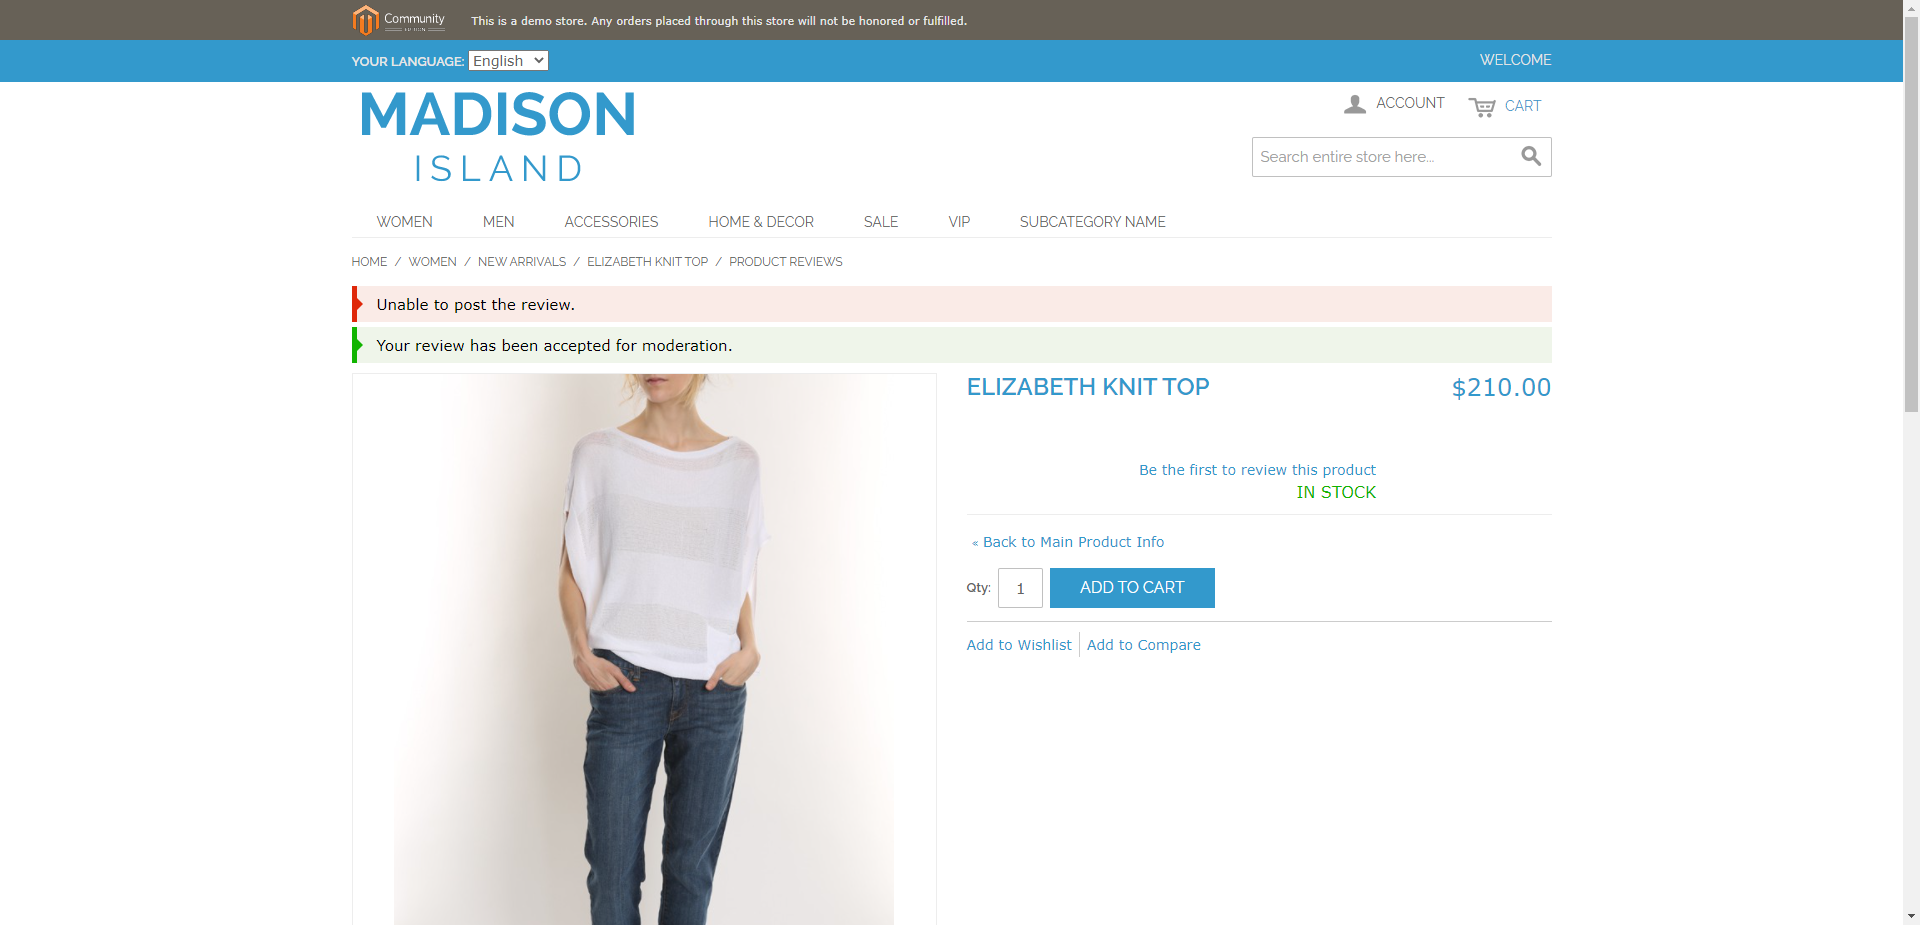 Community
EDITION
This is a demo store. Any orders placed through this store will not be honored or fulfilled.
YOUR LANGUAGE: English
WELCOME
MADISON
ISLAND
ACCOUNT
CART
Search entire store here...
WOMEN MEN ACCESSORIES HOME & DECOR SALE VIP SUBCATEGORY NAME
HOME / WOMEN / NEW ARRIVALS / ELIZABETH KNIT TOP / PRODUCT REVIEWS
Unable to post the review.
Your review has been accepted for moderation.
ELIZABETH KNIT TOP $210.00
Be the first to review this product
IN STOCK
« Back to Main Product Info
Qty: 1 ADD TO CART
Add to Wishlist Add to Compare